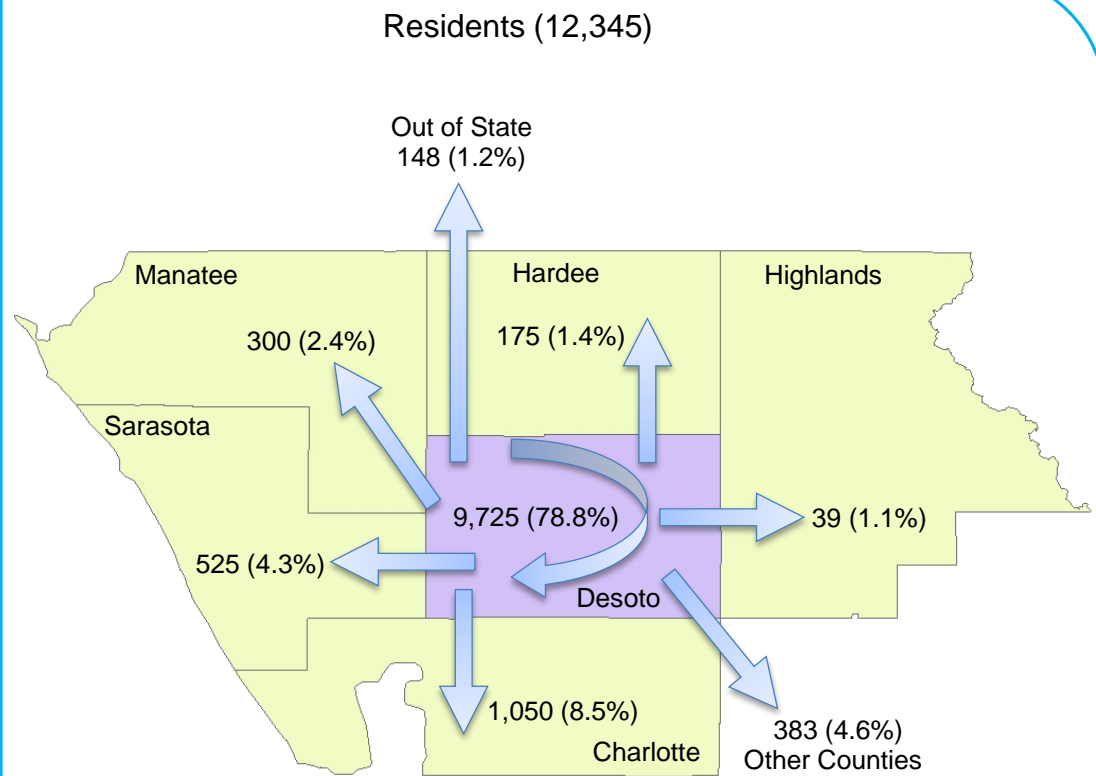 Residents (12,345)
Out of State
148 (1.2%)
Manatee
Hardee
Highlands
300 (2.4%)
175 (1.4%)
Sarasota
9,725 (78.8%)
39 (1.1%)
525 (4.3%)
Desoto
1,050 (8.5%)
383 (4.6%)
Charlotte
Other Counties